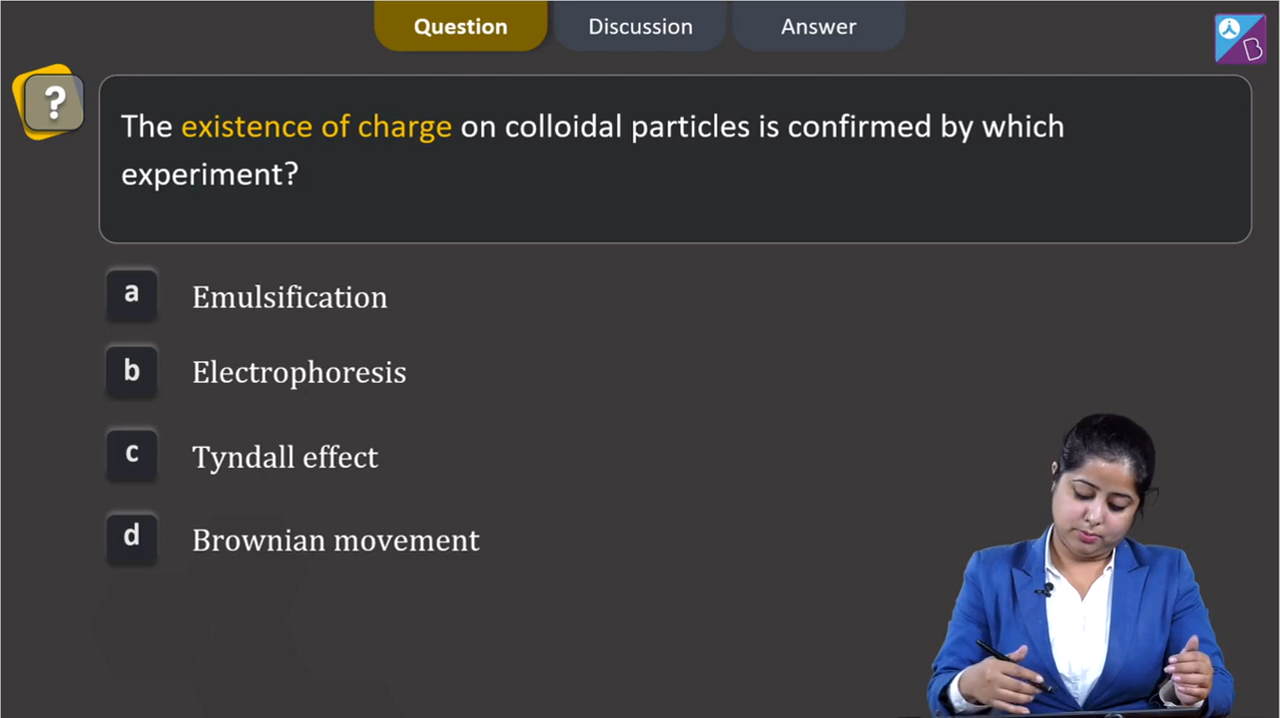 Question Discussion Answer
?
The existence of charge on colloidal particles is confirmed by which
experiment?
a Emulsification
b Electrophoresis
c Tyndall effect
d Brownian movement
B